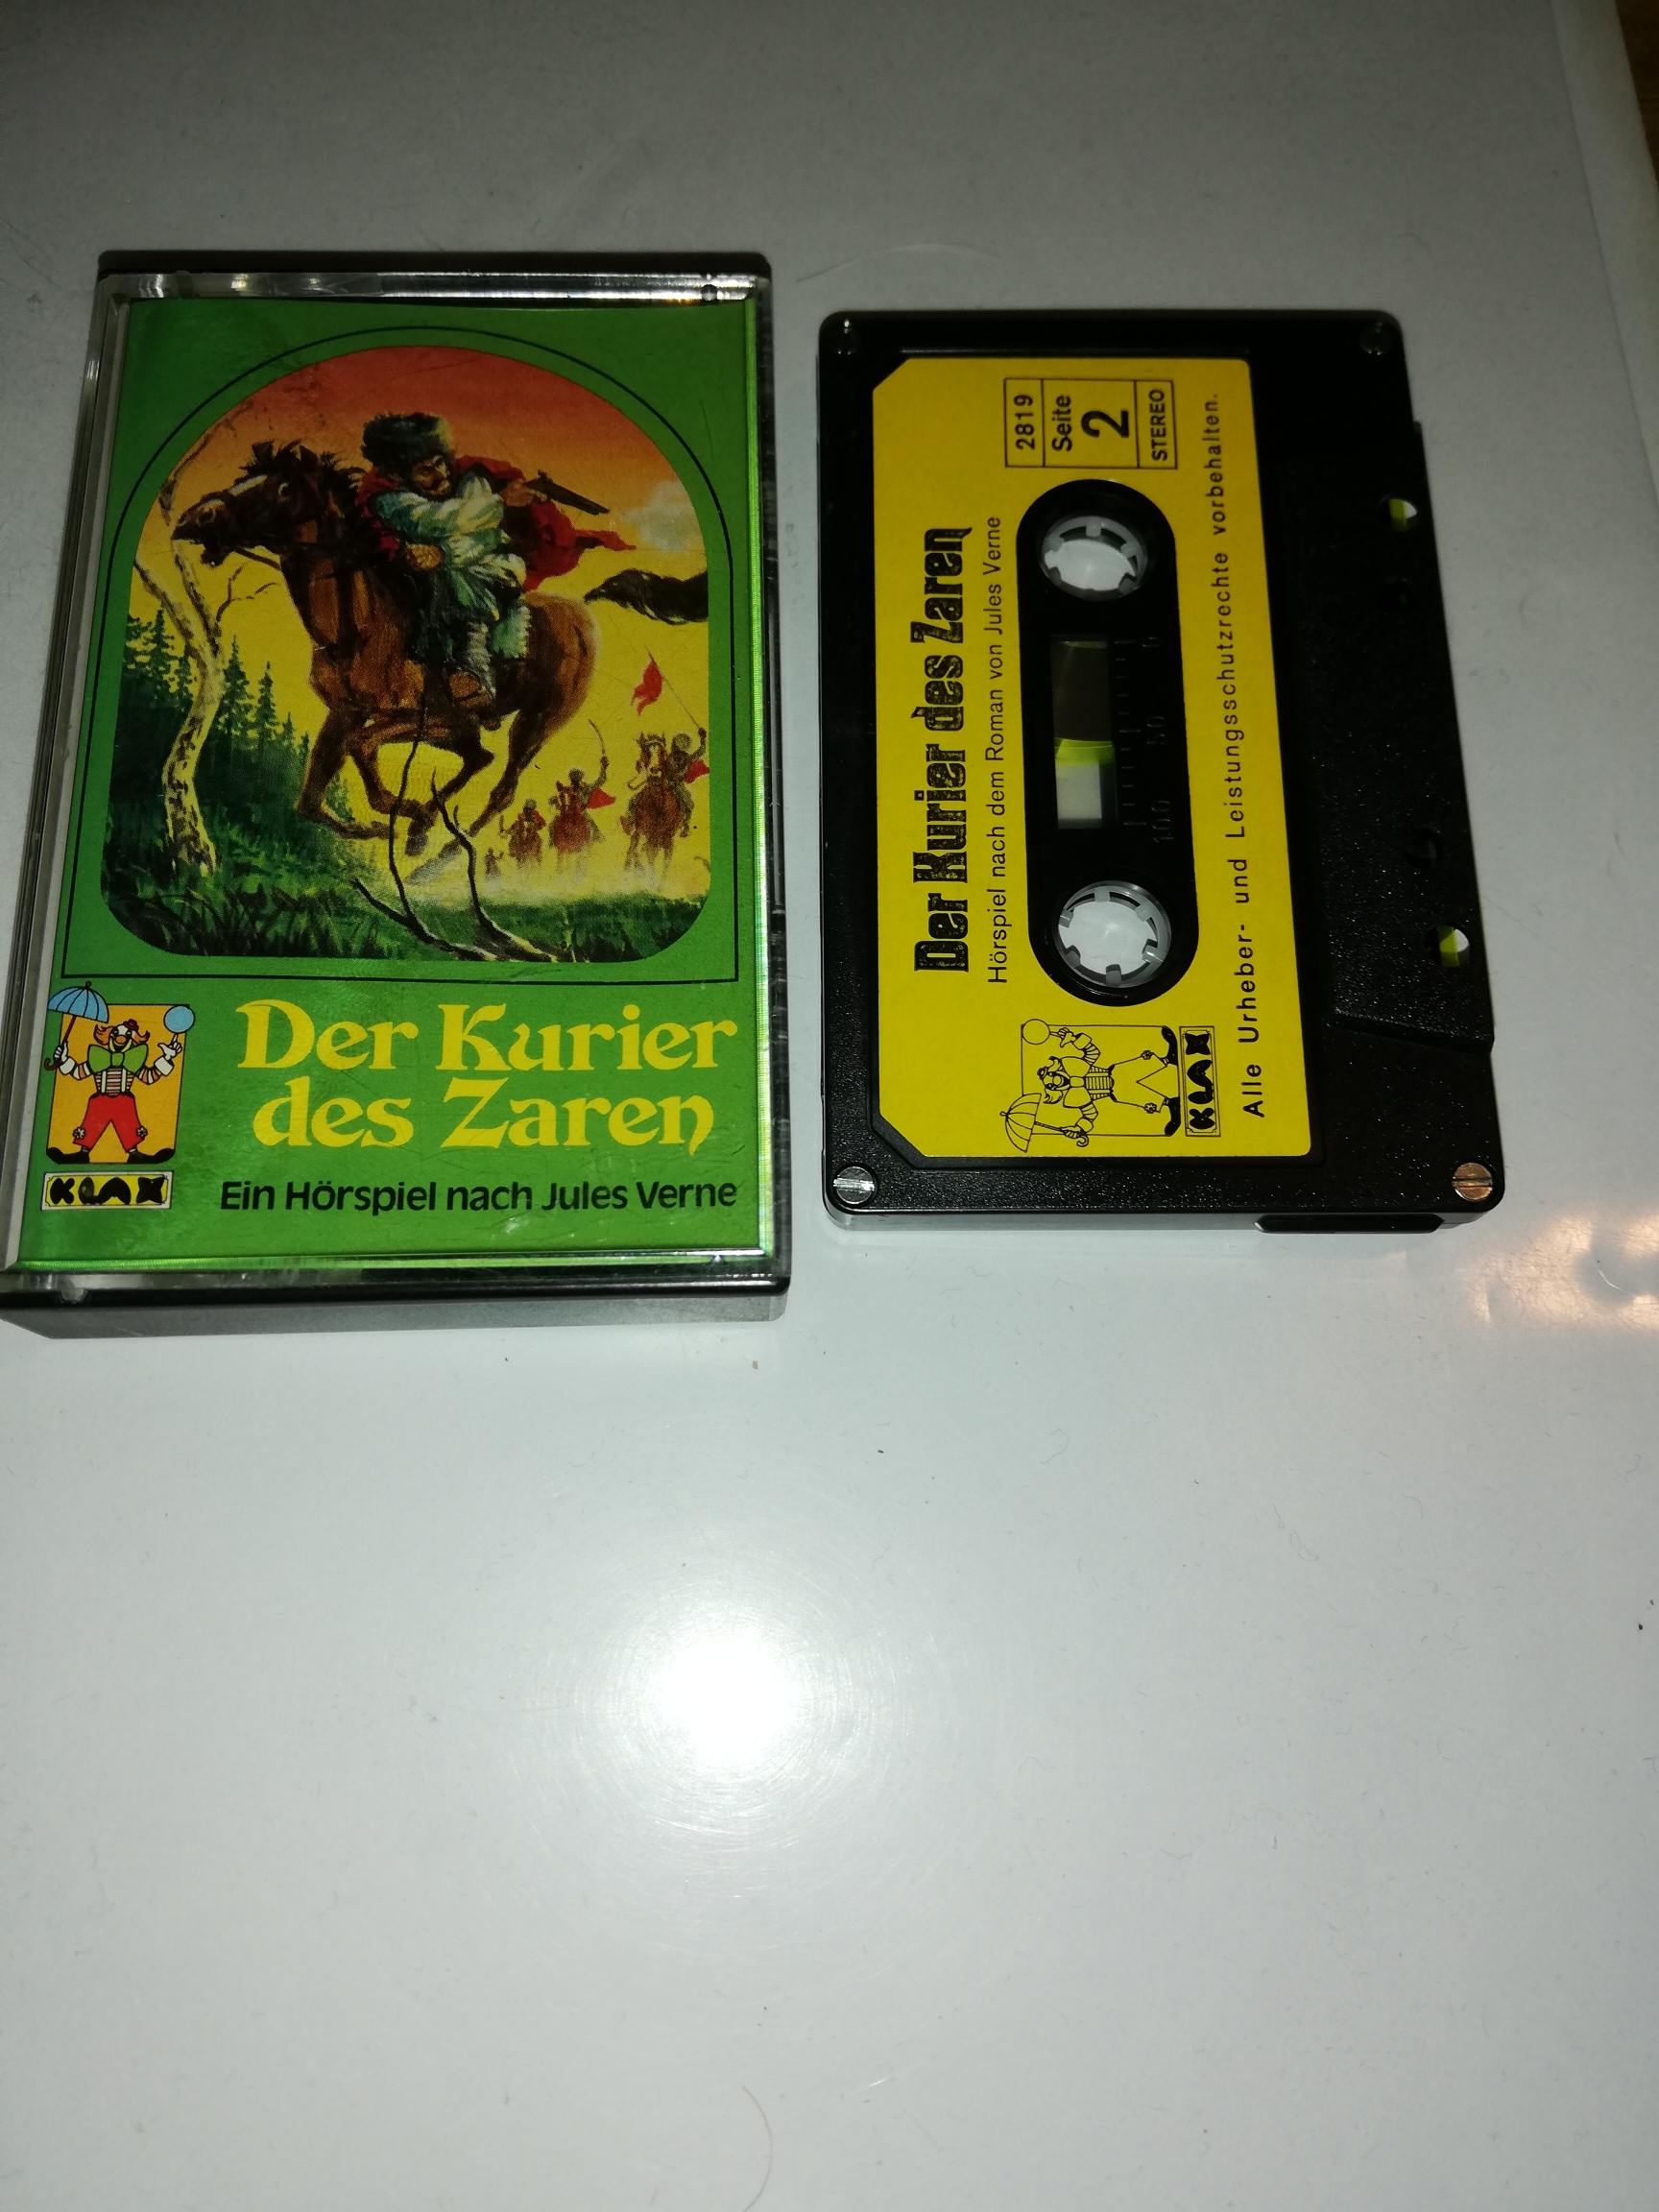 Der Kurier
des Zaren
Ein Hörspiel nach Jules Verne
KLAX
Der Kurier des Zaren
Hörspiel nach dem Roman von Jules Verne
2819
Seite
2
STEREO
100 50 0
KLAX
Alle Urheber- und Leistungsschutzrechte vorbehalten.